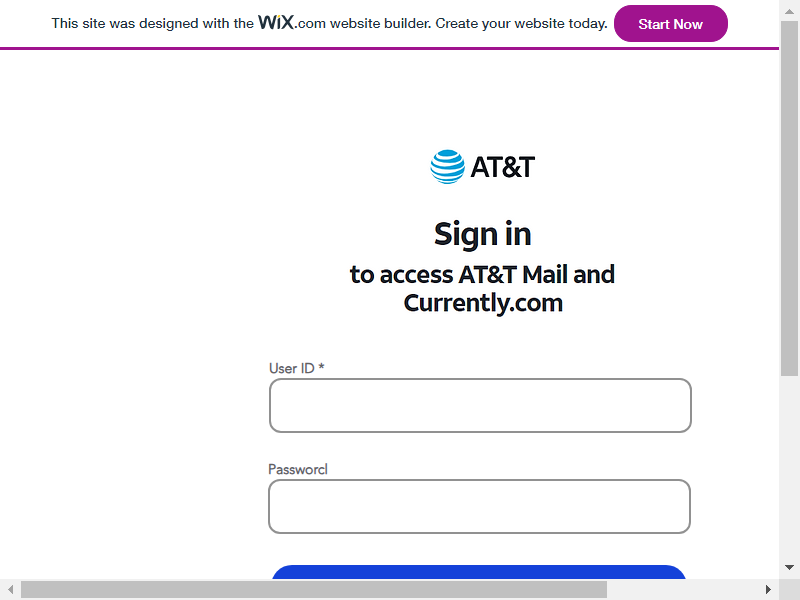 This site was designed with the WiX.com website builder. Create your website today. Start Now
AT&T
Sign in
to access AT&T Mail and
Currently.com
User ID *
Passworcl